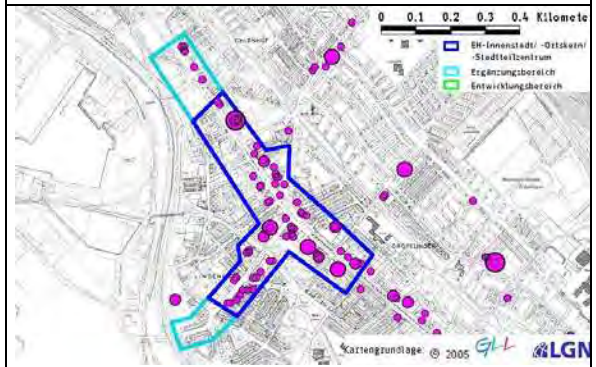 0 0.1 0.2 0.3 0.4 Kilomete
EH-Innenstadt/ -Ortskern/
-Stadtteilzentrum
Ergänzungsbereich
Entwicklungsbereich
Kartengrundlage: © 2005 GLL LGN